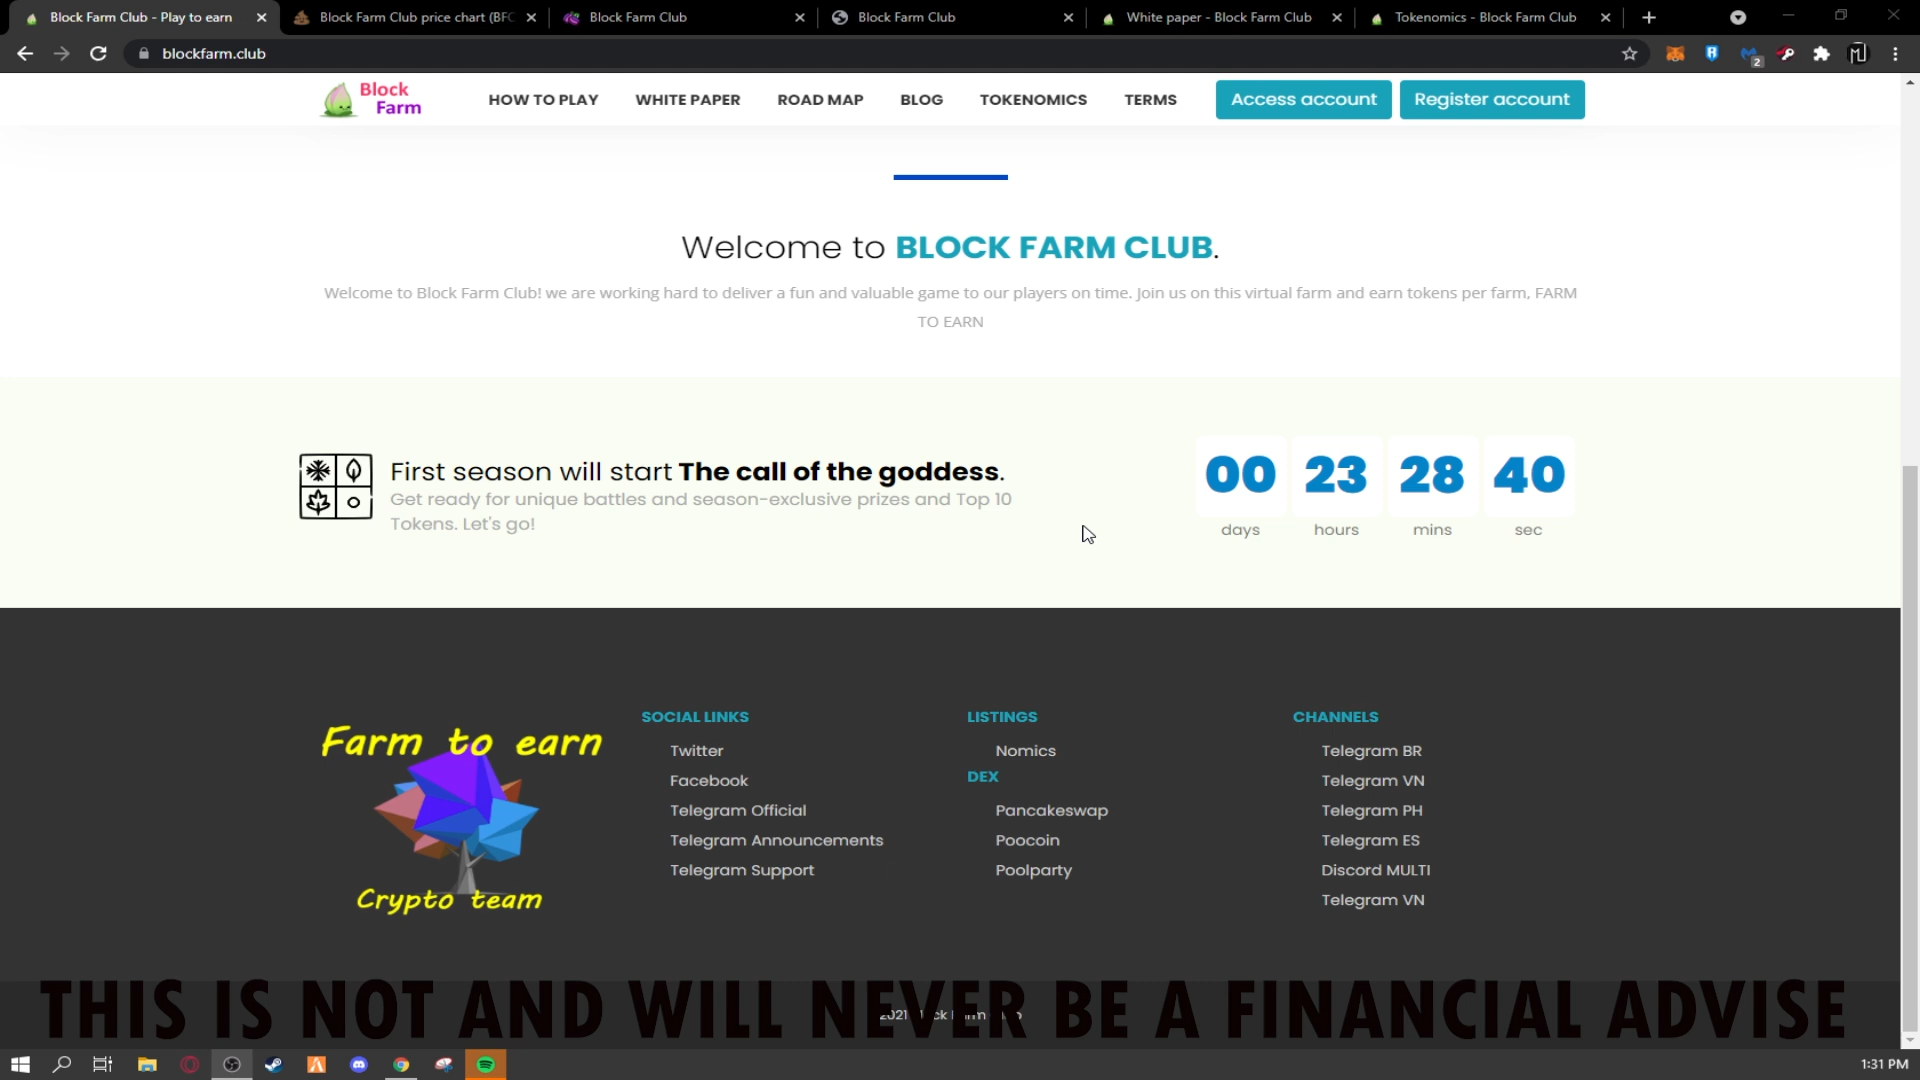 Block Farm Club - Play to earn
Block Farm Club price chart (BFC
Block Farm Club
Block Farm Club
White paper - Block Farm Club
Tokenomics - Block Farm Club
blockfarm.club
2
Block
Farm
HOW TO PLAY
WHITE PAPER
ROAD MAP
BLOG
TOKENOMICS
TERMS
Access account
Register account
Welcome to BLOCK FARM CLUB.
Welcome to Block Farm Club! we are working hard to deliver a fun and valuable game to our players on time. Join us on this virtual farm and earn tokens per farm, FARM
TO EARN
First season will start The call of the goddess.
Get ready for unique battles and season-exclusive prizes and Top 10
Tokens. Let's go!
00 23 28 40
days hours mins sec
Farm to earn
Crypto team
SOCIAL LINKS
Twitter
Facebook
Telegram Official
Telegram Announcements
Telegram Support
LISTINGS
Nomics
DEX
Pancakeswap
Poocoin
Poolparty
CHANNELS
Telegram BR
Telegram VN
Telegram PH
Telegram ES
Discord MULTI
Telegram VN
THIS IS NOT AND WILL NEVER BE A FINANCIAL ADVISE
2021
1:31 PM